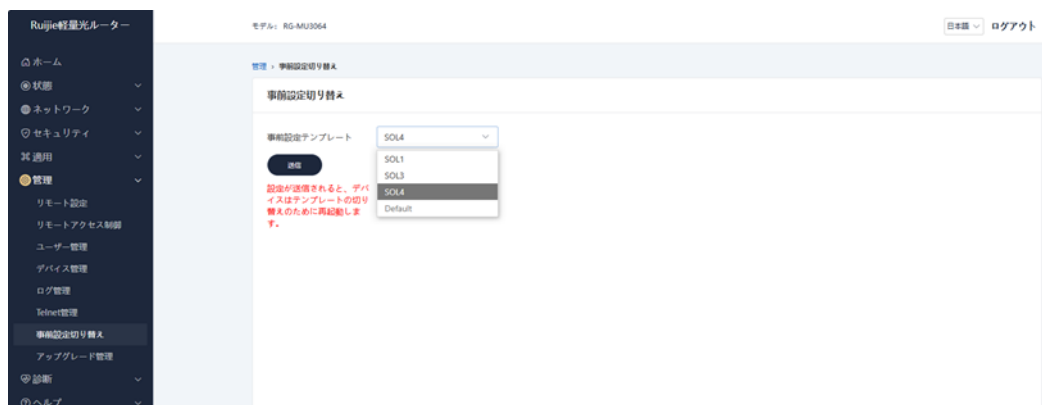 Ruijie軽量光ルーター
モデル: RG-MU3064
日本語
ログアウト
ホーム
状態
ネットワーク
セキュリティ
適用
管理
リモート設定
リモートアクセス制御
ユーザー管理
デバイス管理
ログ管理
Telnet管理
事前設定切り替え
アップグレード管理
診断
ヘルプ
管理 › 事前設定切り替え
事前設定切り替え
事前設定テンプレート
SOL4
SOL1
SOL3
SOL4
Default
送信
設定が送信されると、デバ
イスはテンプレートの切り
替えのために再起動しま
す。